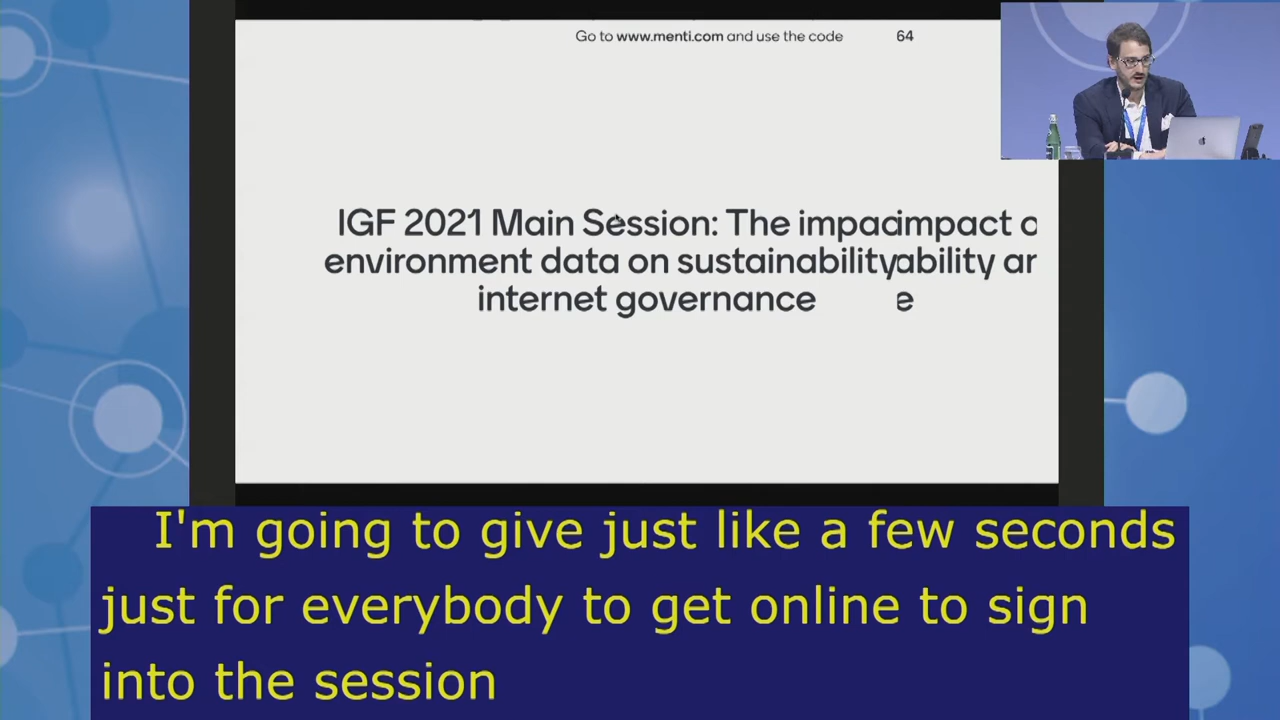 Go to www.menti.com and use the code 64
IGF 2021 Main Session: The impacimpact o
environment data on sustainabilityability ar
internet governance e
I'm going to give just like a few seconds
just for everybody to get online to sign
into the session